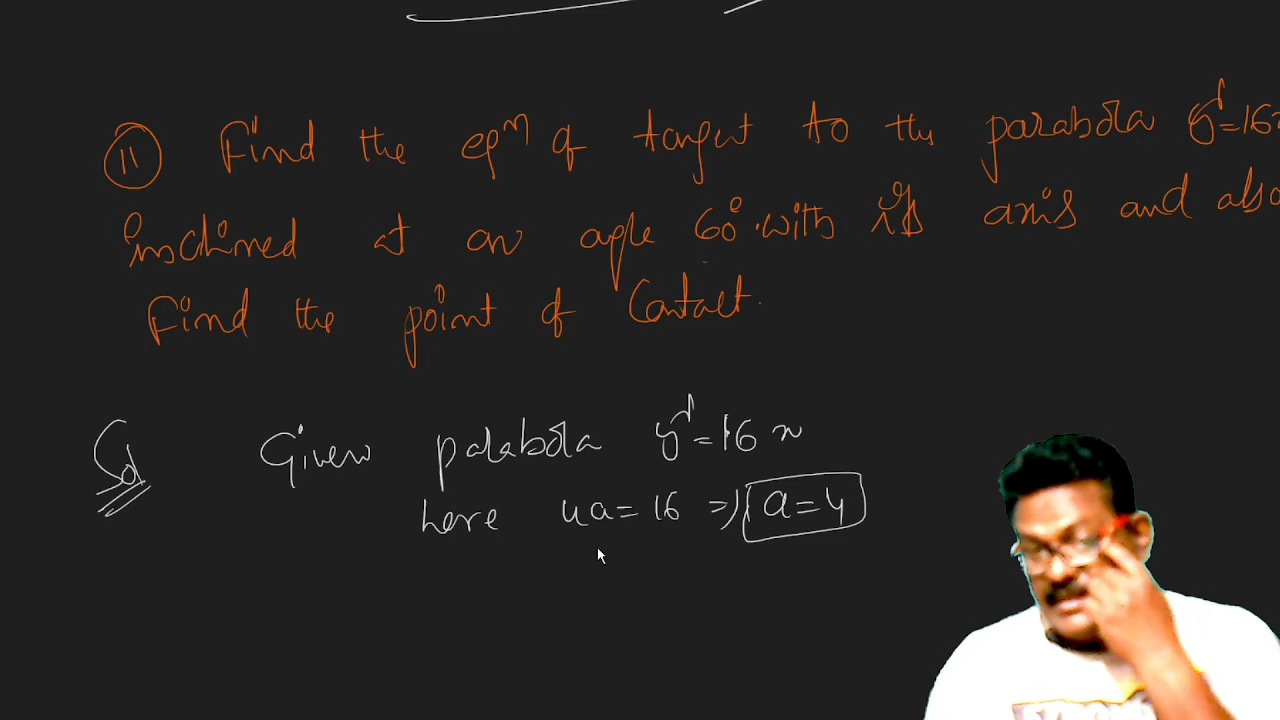 11 Find the eqⁿ of tangent to the parabola y²=16x
inclined at an angle 60° with its axis and also
Find the point of Contact.
Sol Given parabola y²=16x
here 4a=16 ⇒ a=4